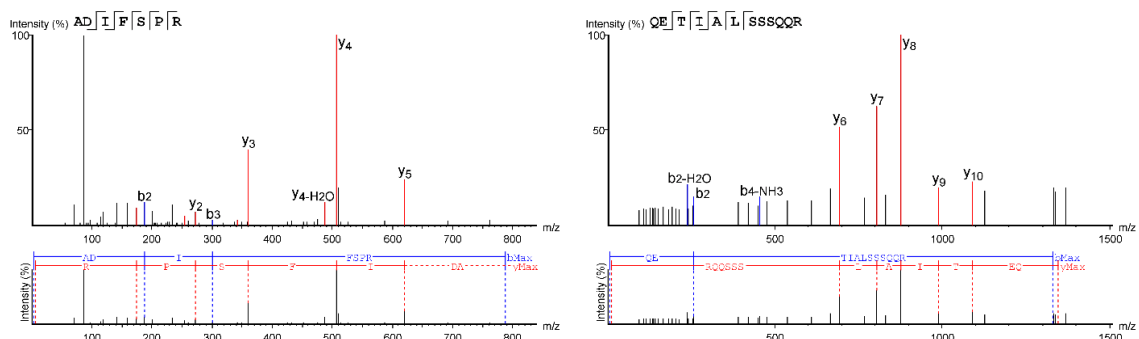 Intensity (%) ADIFSPR
100
50
y4
y3
y5
y4-H2O
b2
y2
b3
100 200 300 400 500 600 700 800 m/z
Intensity (%)
AD I FSPR bMax
R P S F I DA yMax
0 100 200 300 400 500 600 700 800 m/z
Intensity (%) QETIALSSSQQR
100
50
y8
y7
y6
b2-H2O
b2
b4-NH3
y9
y10
500 1000 1500 m/z
Intensity (%)
QE TIALSSSQQR bMax
RQQSSS L A I T EQ yMax
0 500 1000 1500 m/z